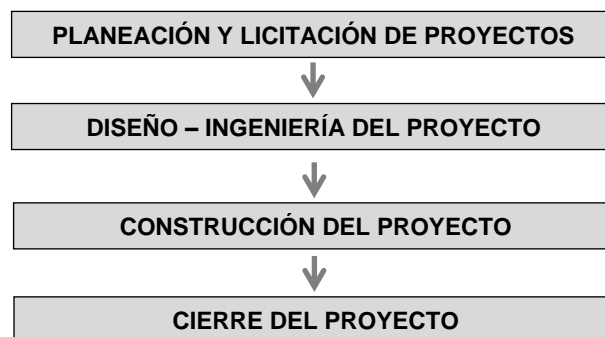 PLANEACIÓN Y LICITACIÓN DE PROYECTOS
DISEÑO – INGENIERÍA DEL PROYECTO
CONSTRUCCIÓN DEL PROYECTO
CIERRE DEL PROYECTO